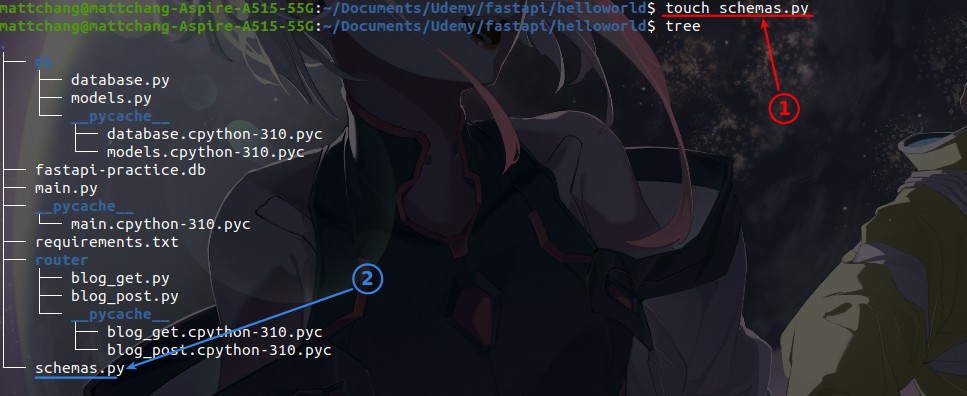 mattchang@mattchang-Aspire-A515-55G:~/Documents/Udemy/fastapi/helloworld$ touch schemas.py
mattchang@mattchang-Aspire-A515-55G:~/Documents/Udemy/fastapi/helloworld$ tree
.
├── db
│   ├── database.py
│   ├── models.py
│   └── __pycache__
│       ├── database.cpython-310.pyc
│       └── models.cpython-310.pyc
├── fastapi-practice.db
├── main.py
├── __pycache__
│   └── main.cpython-310.pyc
├── requirements.txt
├── router
│   ├── blog_get.py
│   ├── blog_post.py
│   └── __pycache__
│       ├── blog_get.cpython-310.pyc
│       └── blog_post.cpython-310.pyc
└── schemas.py
1
2